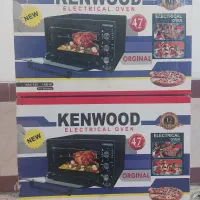 KENWOOD
ELECTRICAL OVEN
NEW
47
ELECTRICAL
OVEN
ORGINAL
KENWOOD
ELECTRICAL OVEN
NEW
47
ELECTRICAL
OVEN
ORGINAL